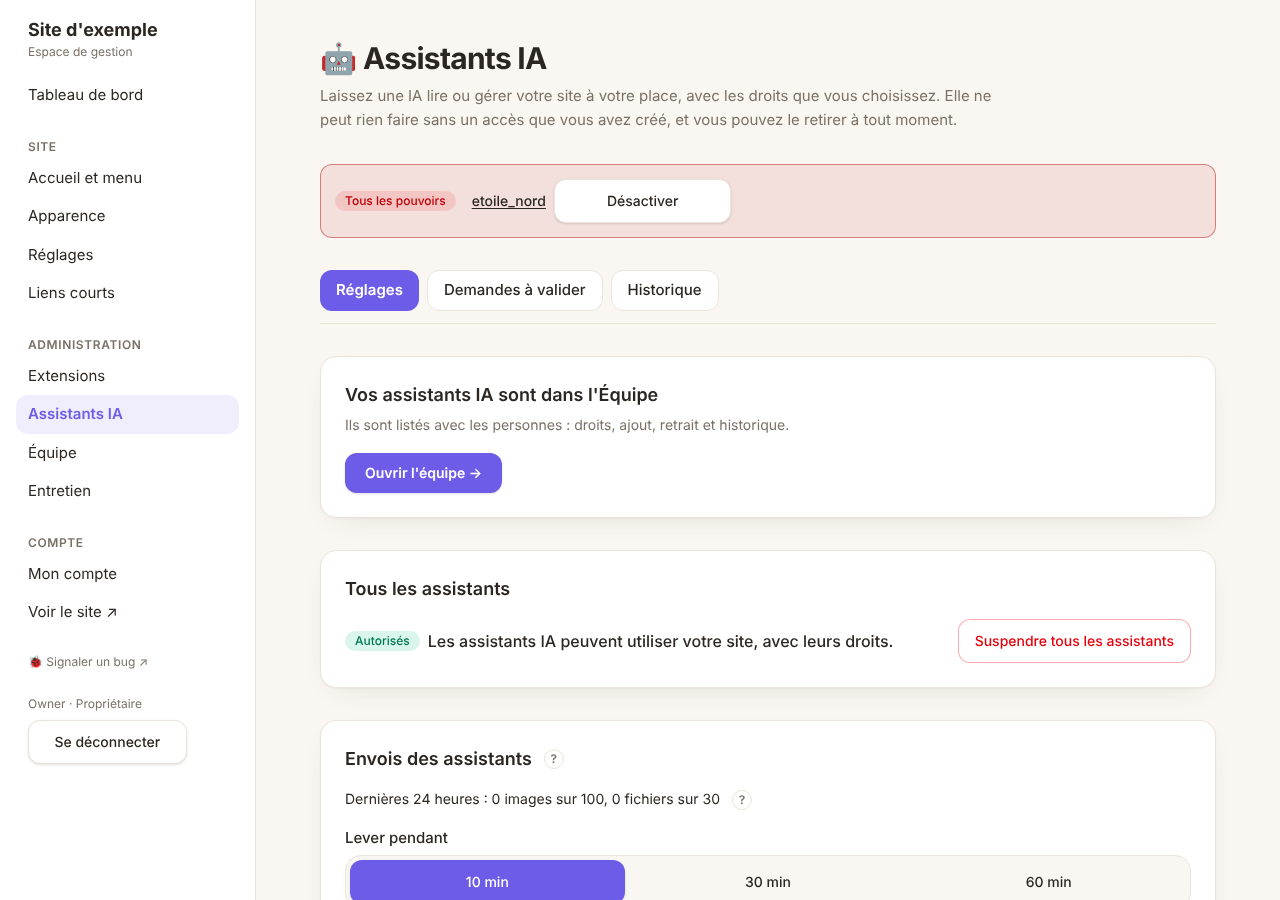 Site d'exemple
Espace de gestion
Tableau de bord
SITE
Accueil et menu
Apparence
Réglages
Liens courts
ADMINISTRATION
Extensions
Assistants IA
Équipe
Entretien
COMPTE
Mon compte
Voir le site ↗
🐞 Signaler un bug ↗
Owner · Propriétaire
Se déconnecter
🤖 Assistants IA
Laissez une IA lire ou gérer votre site à votre place, avec les droits que vous choisissez. Elle ne
peut rien faire sans un accès que vous avez créé, et vous pouvez le retirer à tout moment.
Tous les pouvoirs etoile_nord Désactiver
Réglages Demandes à valider Historique
Vos assistants IA sont dans l'Équipe
Ils sont listés avec les personnes : droits, ajout, retrait et historique.
Ouvrir l'équipe →
Tous les assistants
Autorisés Les assistants IA peuvent utiliser votre site, avec leurs droits. Suspendre tous les assistants
Envois des assistants ?
Dernières 24 heures : 0 images sur 100, 0 fichiers sur 30 ?
Lever pendant
10 min 30 min 60 min